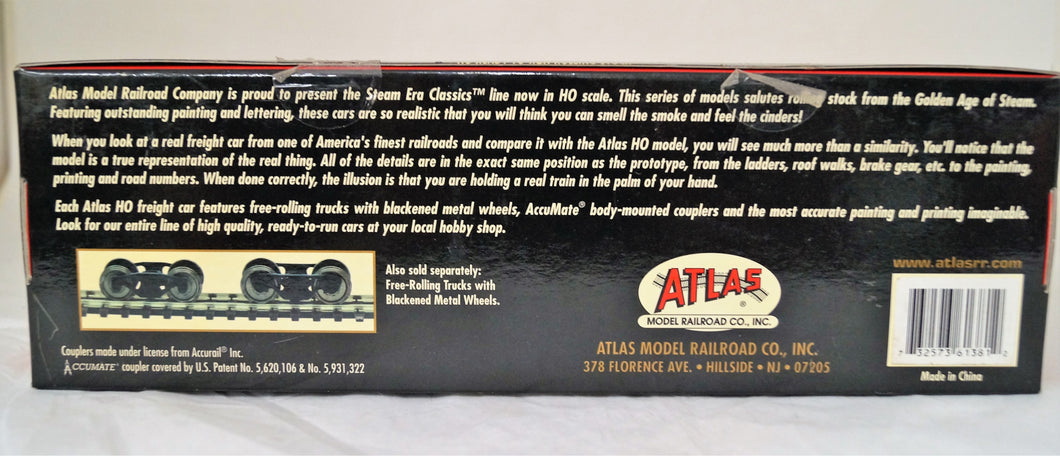 Atlas Model Railroad Company is proud to present the Steam Era Classics™ line now in HO scale. This series of models salutes rolling stock from the Golden Age of Steam.
Featuring outstanding painting and lettering, these cars are so realistic that you will think you can smell the smoke and feel the cinders!
When you look at a real freight car from one of America's finest railroads and compare it with the Atlas HO model, you will see much more than a similarity. You'll notice that the
model is a true representation of the real thing. All of the details are in the exact same position as the prototype, from the ladders, roof walks, brake gear, etc. to the painting,
printing and road numbers. When done correctly, the illusion is that you are holding a real train in the palm of your hand.
Each Atlas HO freight car features free-rolling trucks with blackened metal wheels, AccuMate® body-mounted couplers and the most accurate painting and printing imaginable.
Look for our entire line of high quality, ready-to-run cars at your local hobby shop.
Also sold separately:
Free-Rolling Trucks with
Blackened Metal Wheels.
Couplers made under license from Accurail® Inc.
ACCUMATE® coupler covered by U.S. Patent No. 5,620,106 & No. 5,931,322
ATLAS®
MODEL RAILROAD CO., INC.
ATLAS MODEL RAILROAD CO., INC.
378 FLORENCE AVE. • HILLSIDE • NJ • 07205
www.atlasrr.com
7 32573 61381 0
Made in China